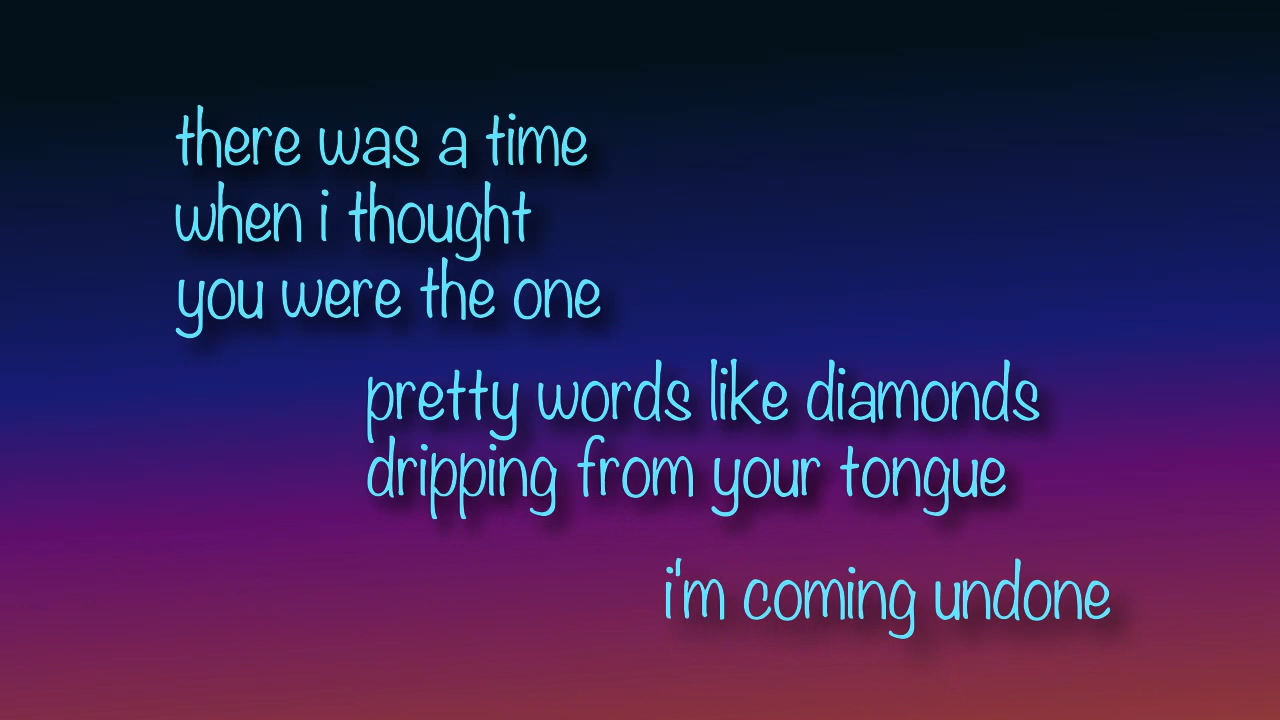 there was a time
when i thought
you were the one
pretty words like diamonds
dripping from your tongue
i'm coming undone